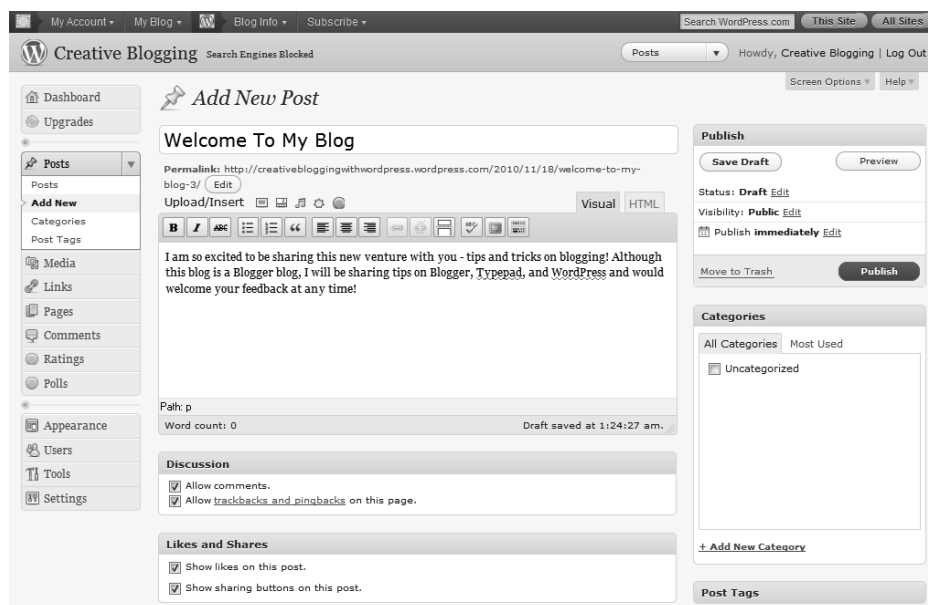 My Account My Blog Blog Info Subscribe Search WordPress.com This Site All Sites
Creative Blogging Search Engines Blocked Posts Howdy, Creative Blogging | Log Out
Screen Options Help
Dashboard
Upgrades
Posts
Posts
Add New
Categories
Post Tags
Media
Links
Pages
Comments
Ratings
Polls
Appearance
Users
Tools
Settings
Add New Post
Welcome To My Blog
Permalink: http://creativebloggingwithwordpress.wordpress.com/2010/11/18/welcome-to-my-
blog-3/ Edit
Upload/Insert Visual HTML
B I ABC
I am so excited to be sharing this new venture with you - tips and tricks on blogging! Although
this blog is a Blogger blog, I will be sharing tips on Blogger, Typepad, and WordPress and would
welcome your feedback at any time!
Path: p
Word count: 0 Draft saved at 1:24:27 am.
Discussion
Allow comments.
Allow trackbacks and pingbacks on this page.
Likes and Shares
Show likes on this post.
Show sharing buttons on this post.
Publish
Save Draft Preview
Status: Draft Edit
Visibility: Public Edit
Publish immediately Edit
Move to Trash Publish
Categories
All Categories Most Used
Uncategorized
+ Add New Category
Post Tags